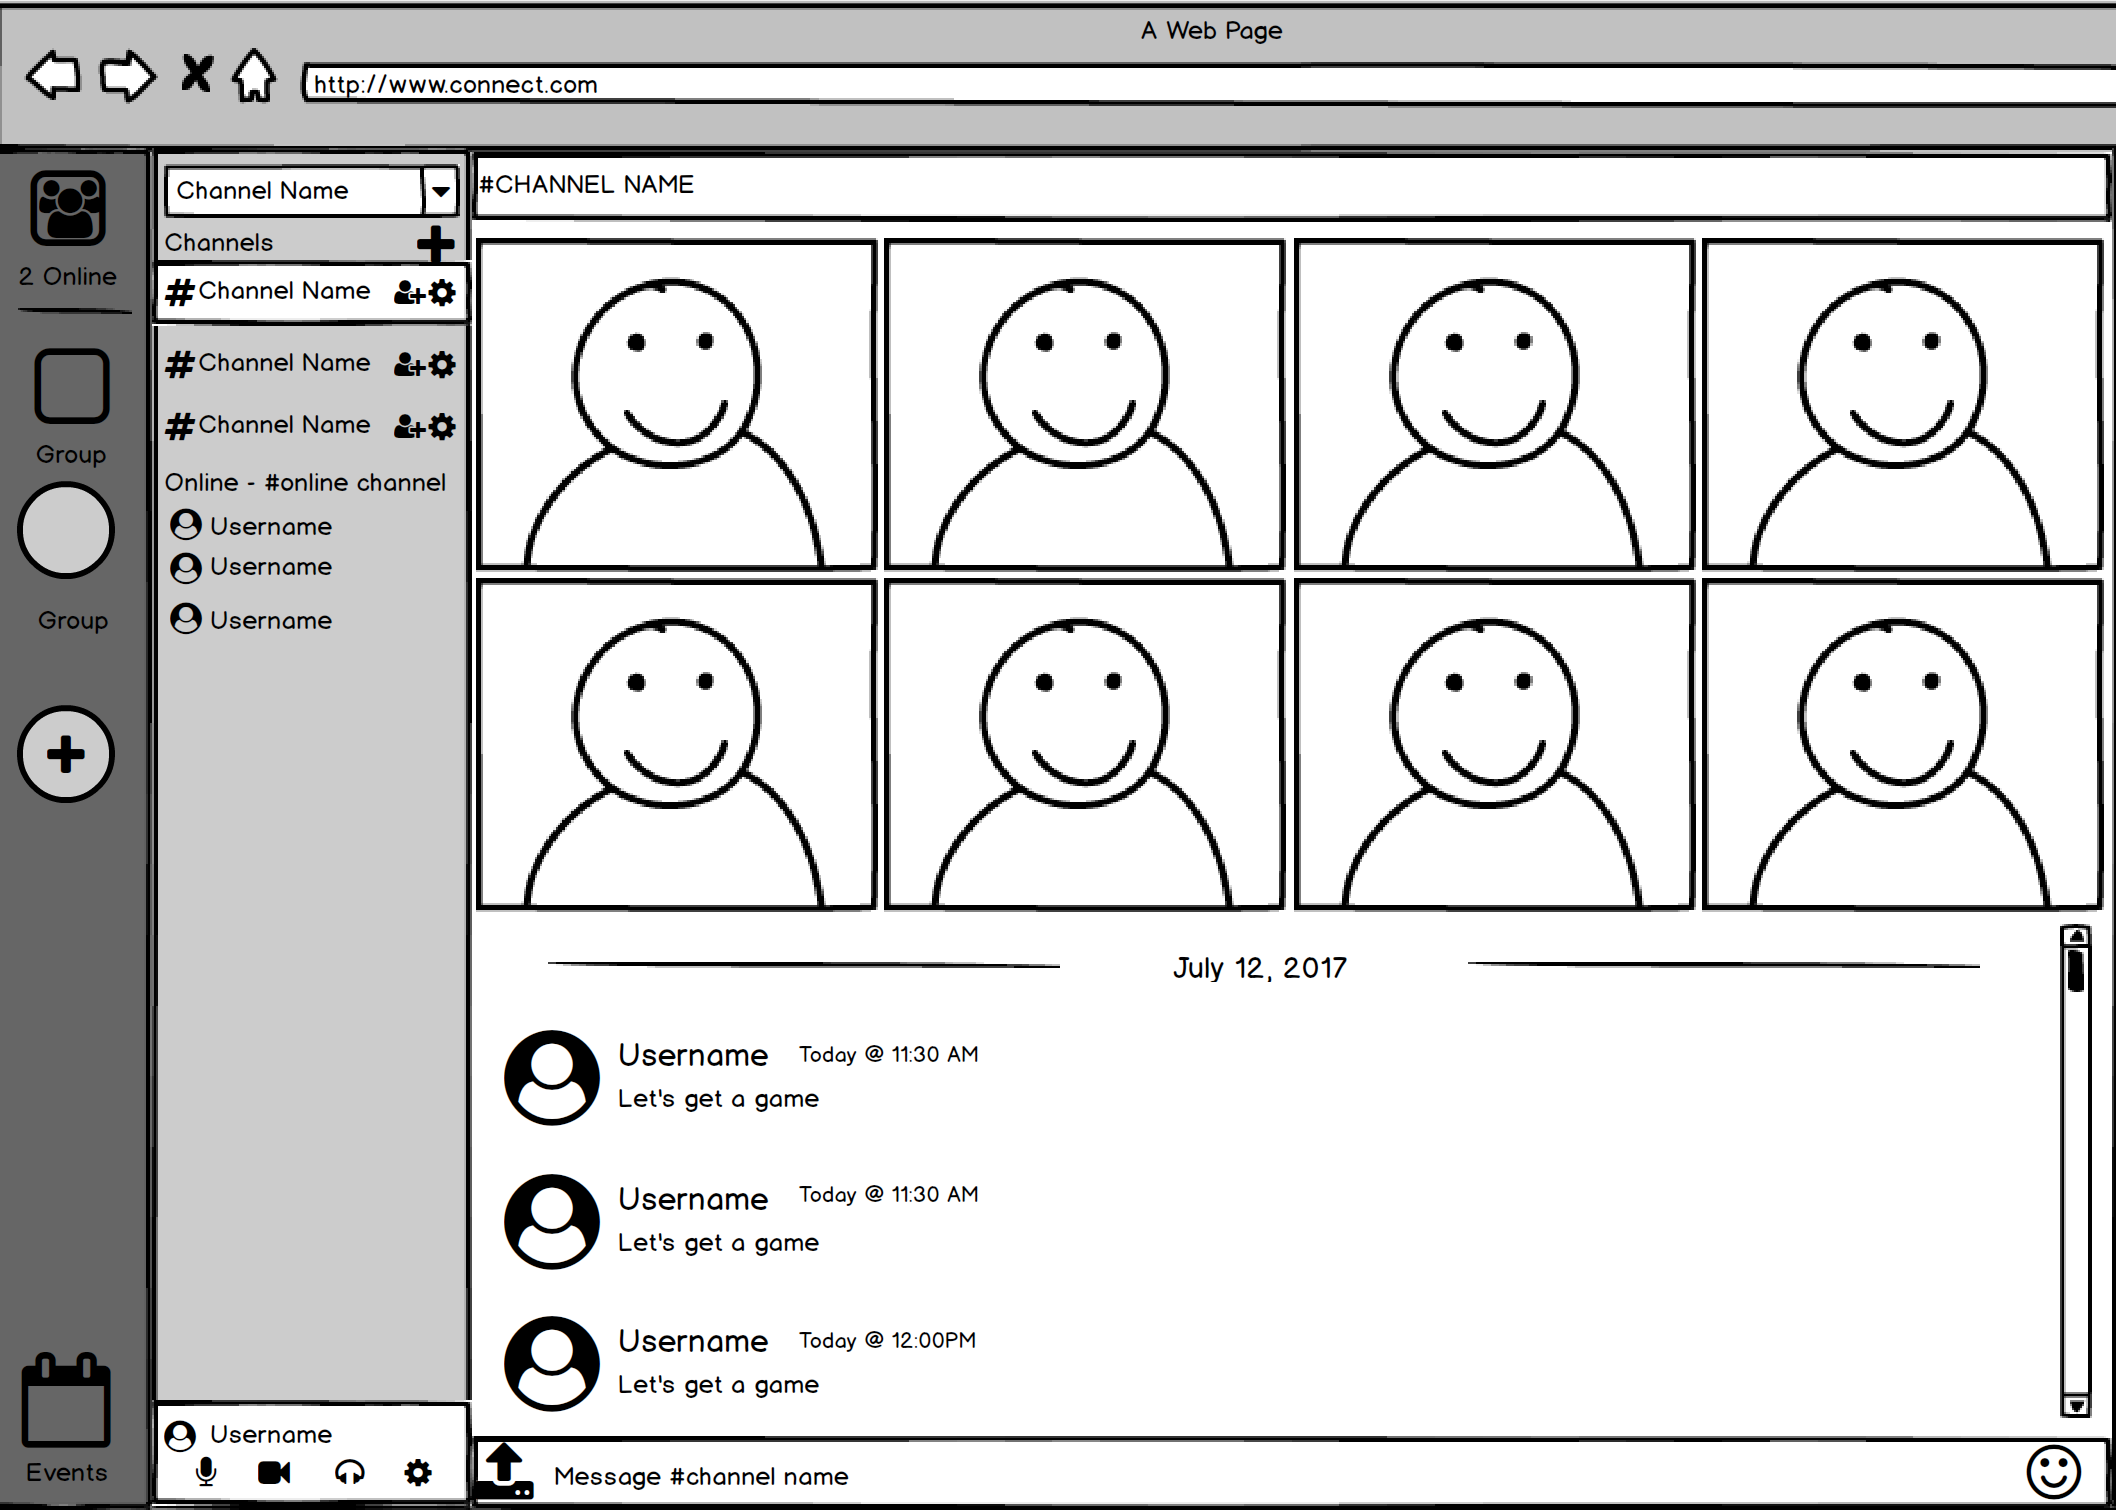 A Web Page
http://www.connect.com
2 Online
Group
Group
Events
Channel Name
Channels
#Channel Name
#Channel Name
#Channel Name
Online - #online channel
Username
Username
Username
Username
#CHANNEL NAME
July 12, 2017
Username Today @ 11:30 AM
Let's get a game
Username Today @ 11:30 AM
Let's get a game
Username Today @ 12:00PM
Let's get a game
Message #channel name